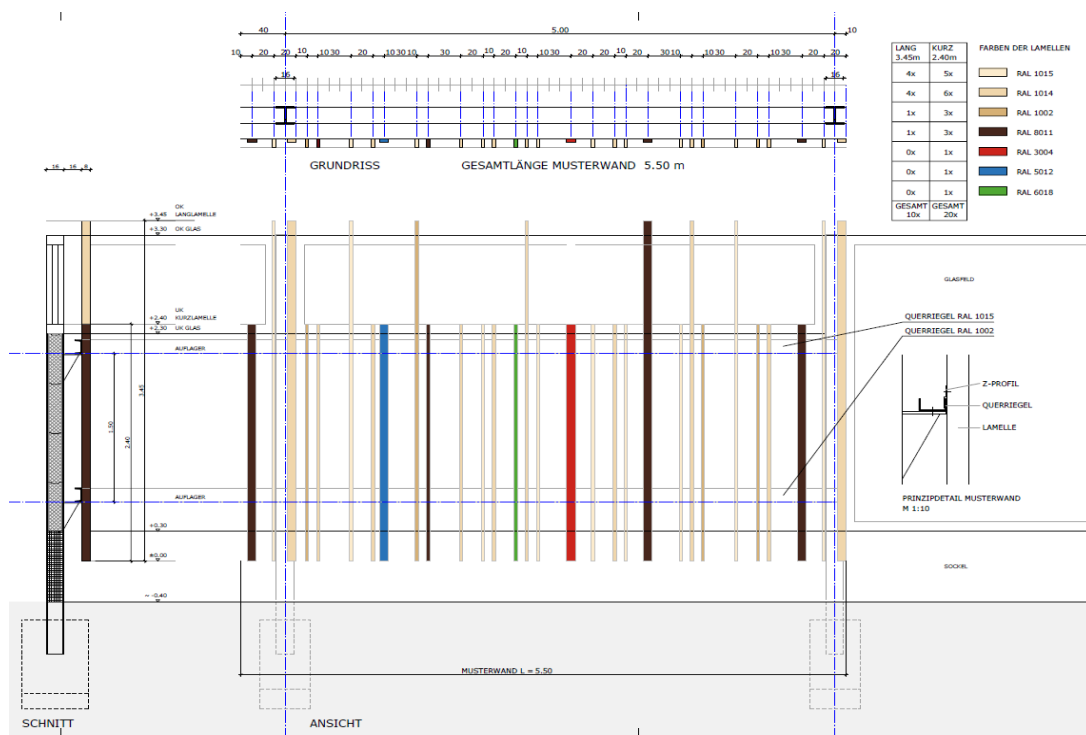 40 5.00 10
10 20 20 10 10 30 20 10 30 10 30 20 10 20 10 30 20 20 10 20 30 10 10 30 20 10 30 20 20
16 16
GRUNDRISS GESAMTLÄNGE MUSTERWAND 5.50 m
LANG KURZ FARBEN DER LAMELLEN
3.45m 2.40m
4x 5x RAL 1015
4x 6x RAL 1014
1x 3x RAL 1002
1x 3x RAL 8011
0x 1x RAL 3004
0x 1x RAL 5012
0x 1x RAL 6018
GESAMT GESAMT
10x 20x
16 16 8
OK
+3.45 LANGLAMELLE
+3.30 OK GLAS
UK
+2.40 KURZLAMELLE
+2.30 UK GLAS
AUFLAGER
1.50
2.40
3.45
AUFLAGER
+0.30
±0.00
-0.40
GLASFELD
QUERRIEGEL RAL 1015
QUERRIEGEL RAL 1002
Z-PROFIL
QUERRIEGEL
LAMELLE
PRINZIPDETAIL MUSTERWAND
M 1:10
SOCKEL
MUSTERWAND L = 5.50
SCHNITT ANSICHT